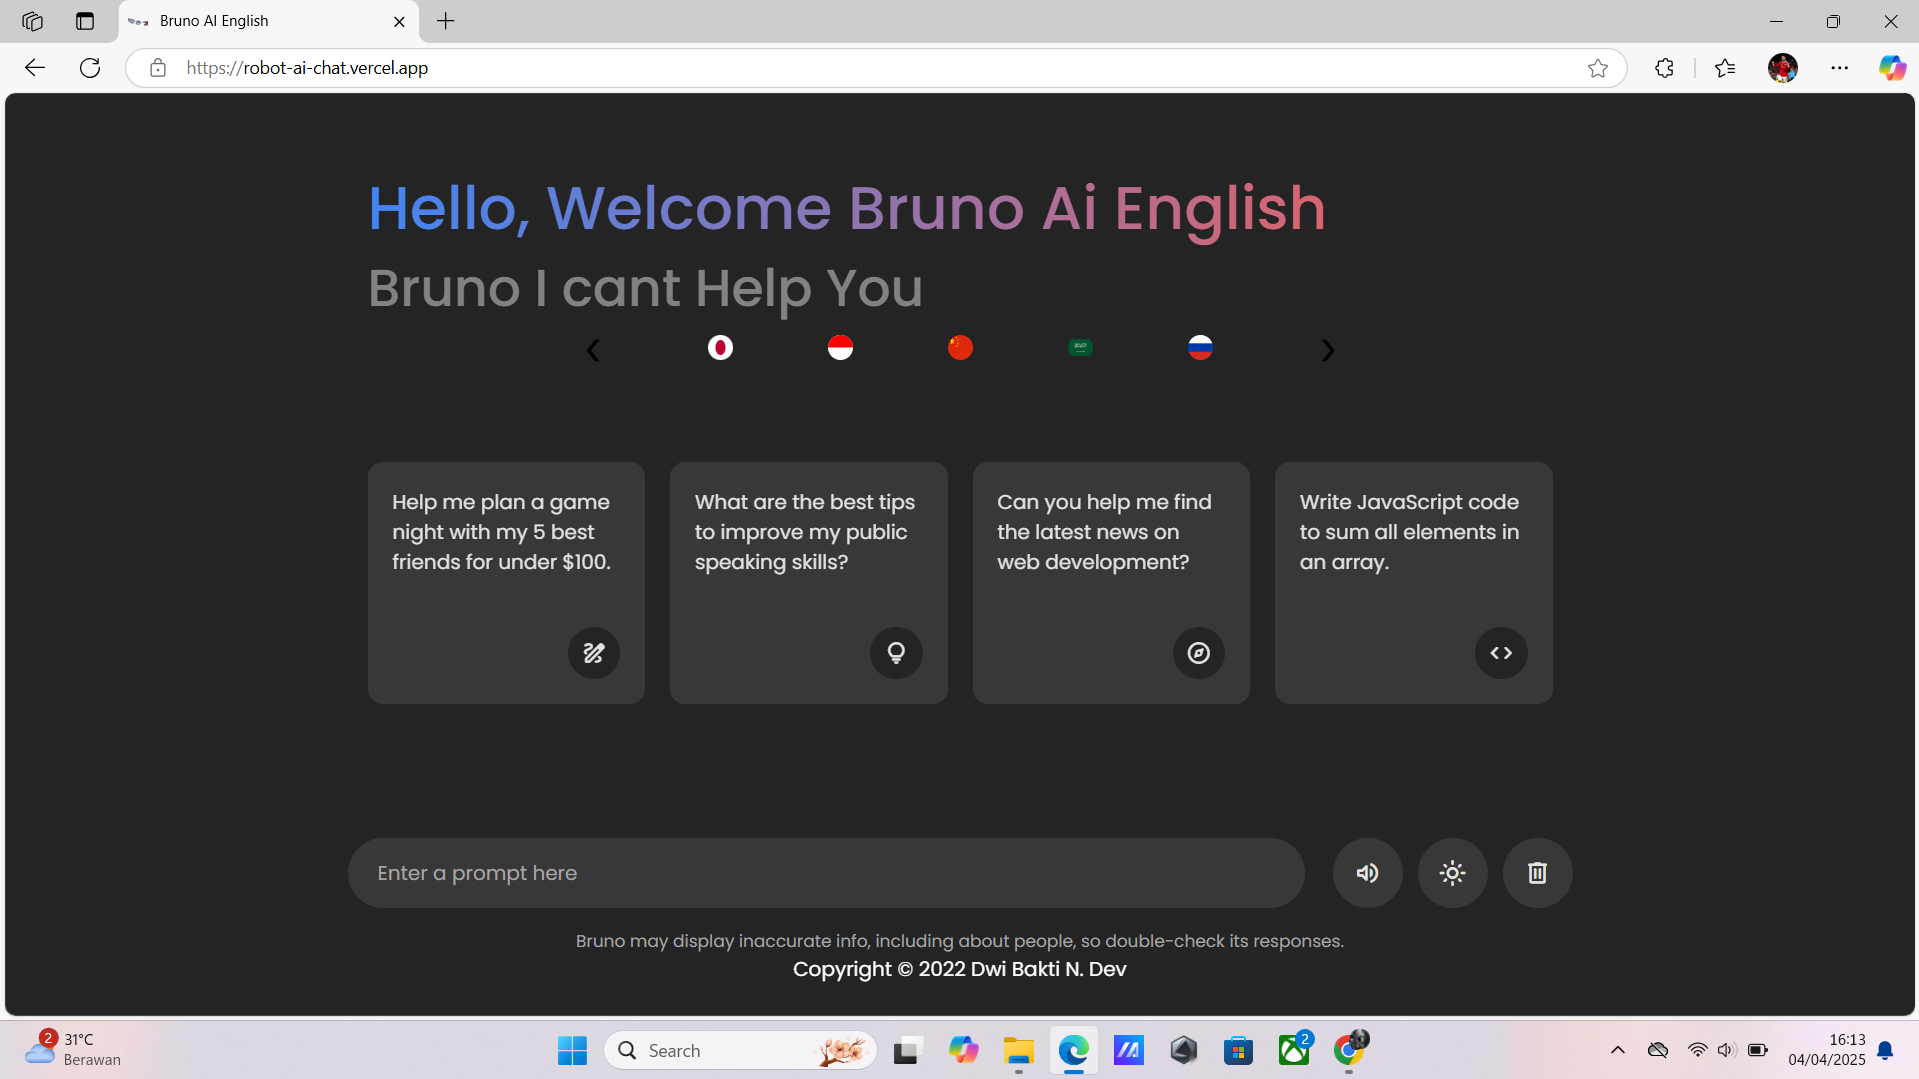 Bruno AI English
https://robot-ai-chat.vercel.app
Hello, Welcome Bruno Ai English
Bruno I cant Help You
Help me plan a game
night with my 5 best
friends for under $100.
What are the best tips
to improve my public
speaking skills?
Can you help me find
the latest news on
web development?
Write JavaScript code
to sum all elements in
an array.
Enter a prompt here
Bruno may display inaccurate info, including about people, so double-check its responses.
Copyright © 2022 Dwi Bakti N. Dev
2
31°C
Berawan
Search
2
16:13
04/04/2025